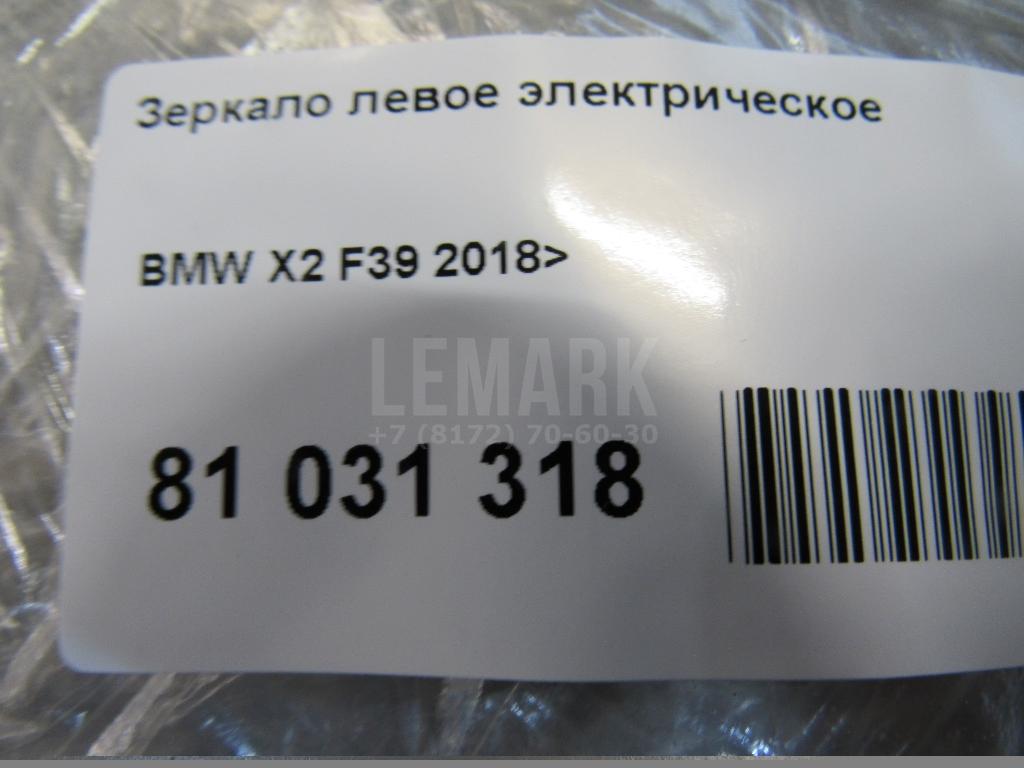 Зеркало левое электрическое
BMW X2 F39 2018>
LEMARK
+7 (8172) 70-60-30
81 031 318